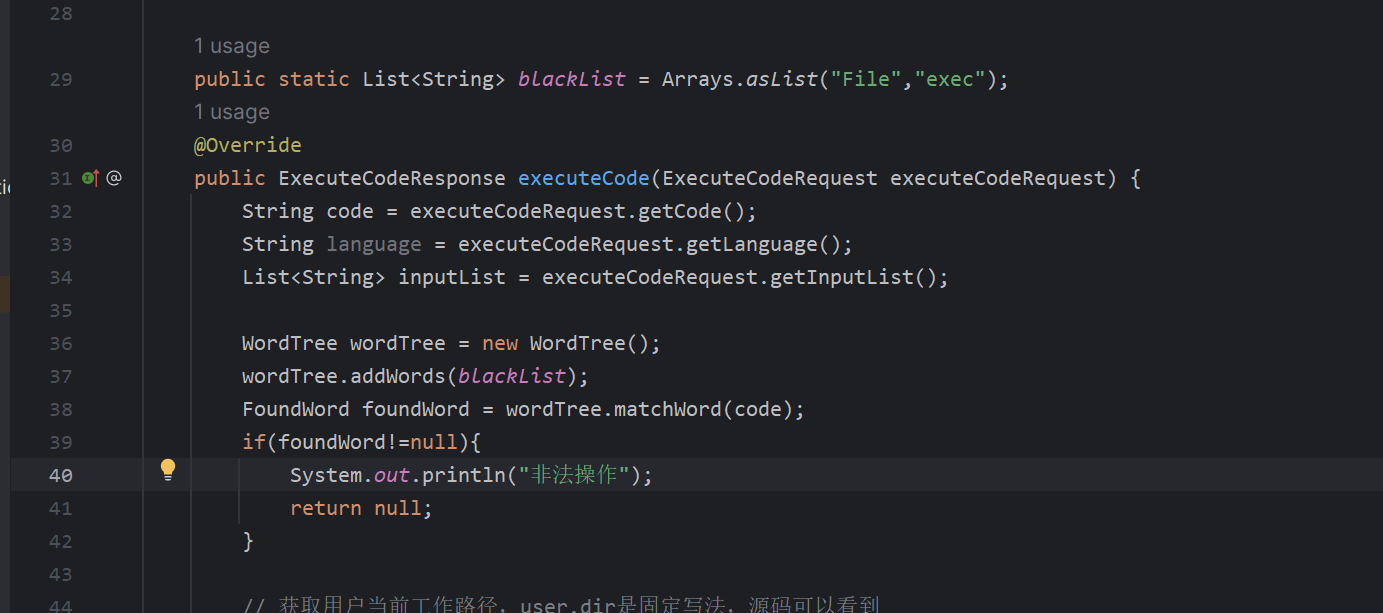 28
1 usage
29 public static List<String> blackList = Arrays.asList("File","exec");
1 usage
30 @Override
31 @ public ExecuteCodeResponse executeCode(ExecuteCodeRequest executeCodeRequest) {
32 String code = executeCodeRequest.getCode();
33 String language = executeCodeRequest.getLanguage();
34 List<String> inputList = executeCodeRequest.getInputList();
35
36 WordTree wordTree = new WordTree();
37 wordTree.addWords(blackList);
38 FoundWord foundWord = wordTree.matchWord(code);
39 if(foundWord!=null){
40 System.out.println("非法操作");
41 return null;
42 }
43
44 // 获取用户当前工作路径，user.dir是固定写法，源码可以看到